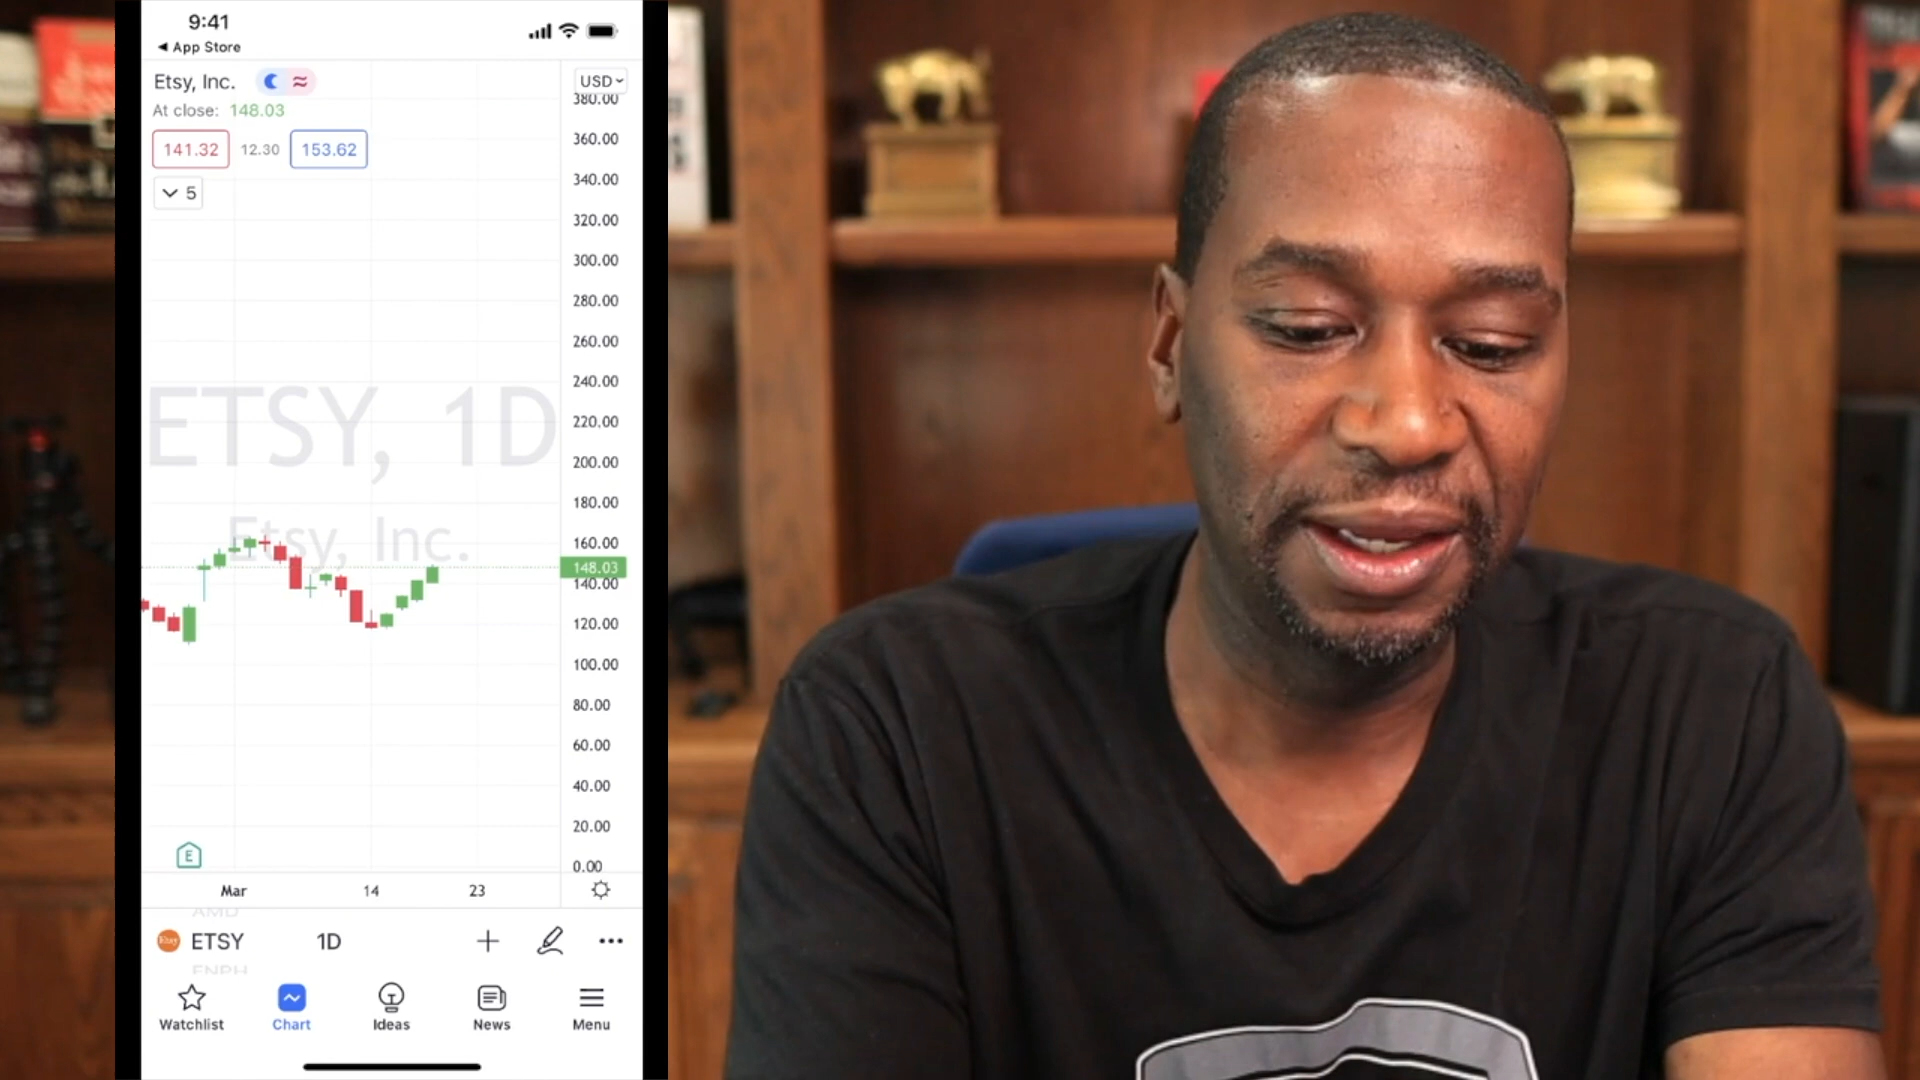 9:41
App Store
Etsy, Inc.
USD
At close: 148.03
141.32 12.30 153.62
5
380.00
360.00
340.00
320.00
300.00
280.00
260.00
240.00
220.00
200.00
180.00
160.00
148.03
140.00
120.00
100.00
80.00
60.00
40.00
20.00
0.00
ETSY, 1D
Etsy, Inc.
E
Mar 14 23
AMD
Etsy ETSY 1D
ENPH
Watchlist Chart Ideas News Menu